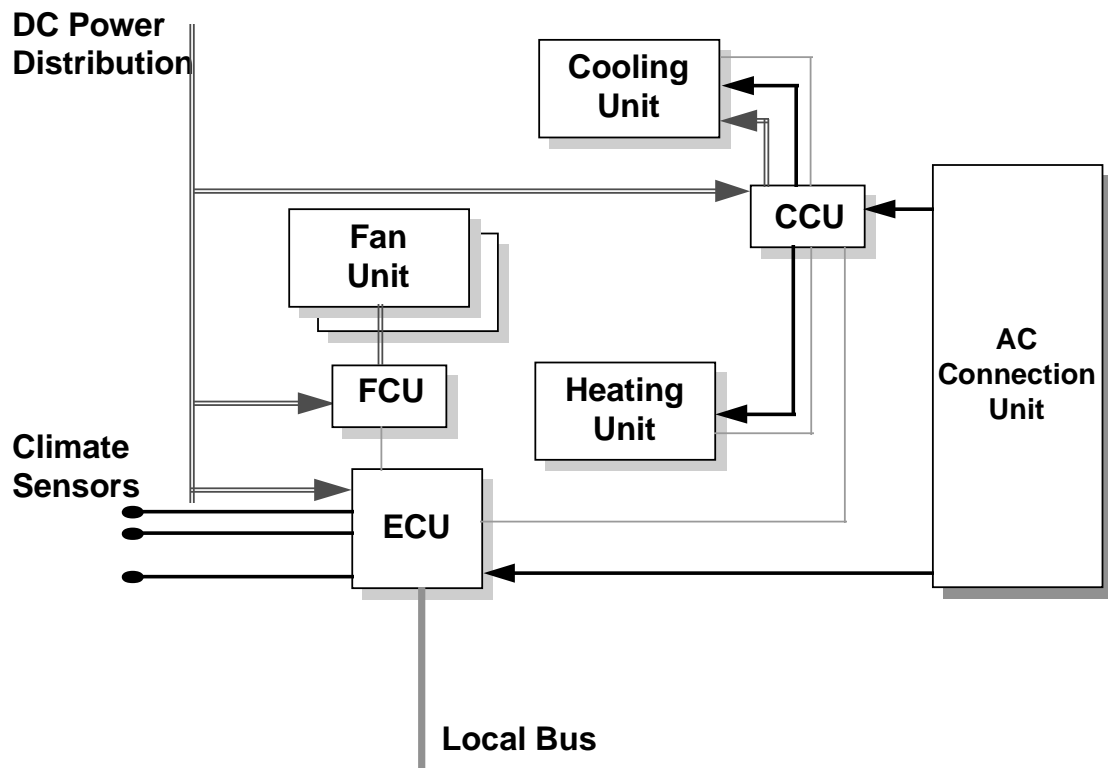 DC Power
Distribution
Cooling
Unit
CCU
Fan
Unit
AC
Connection
Unit
FCU
Heating
Unit
Climate
Sensors
ECU
Local Bus